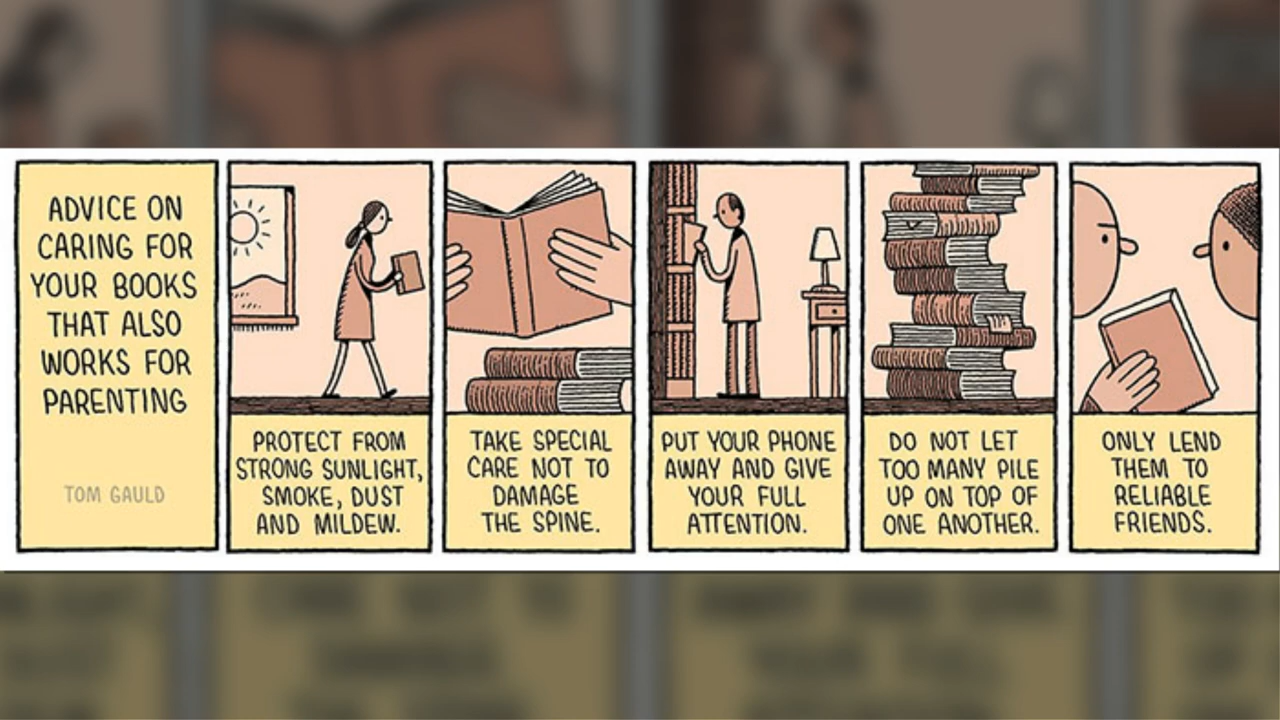 ADVICE ON
CARING FOR
YOUR BOOKS
THAT ALSO
WORKS FOR
PARENTING
TOM GAULD
PROTECT FROM
STRONG SUNLIGHT,
SMOKE, DUST
AND MILDEW.
TAKE SPECIAL
CARE NOT TO
DAMAGE
THE SPINE.
PUT YOUR PHONE
AWAY AND GIVE
YOUR FULL
ATTENTION.
DO NOT LET
TOO MANY PILE
UP ON TOP OF
ONE ANOTHER.
ONLY LEND
THEM TO
RELIABLE
FRIENDS.